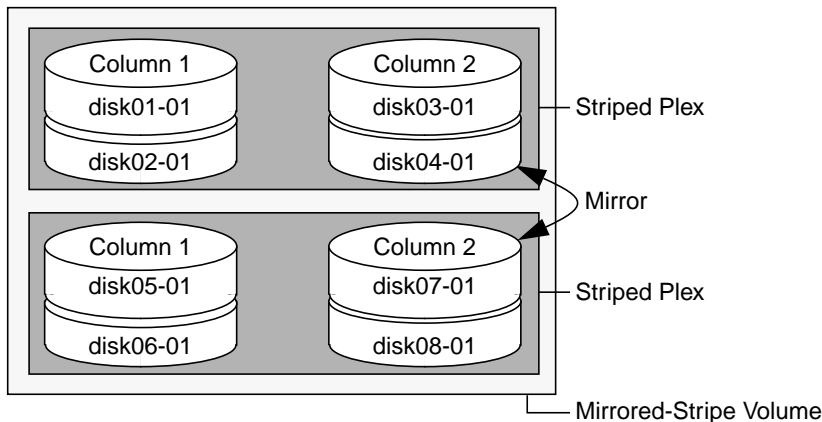 Column 1
disk01-01
disk02-01
Column 2
disk03-01
disk04-01
Striped Plex
Mirror
Column 1
disk05-01
disk06-01
Column 2
disk07-01
disk08-01
Striped Plex
Mirrored-Stripe Volume